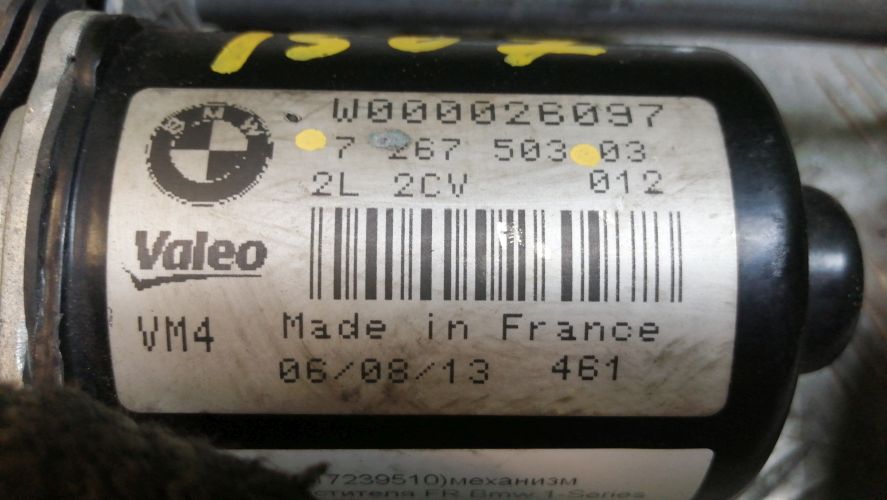 BMW
W000026097
7 267 503 03
2L 2CV 012
Valeo
VM4
Made in France
06/08/13 461
7239510)механизм
FR Bmw 1-Series